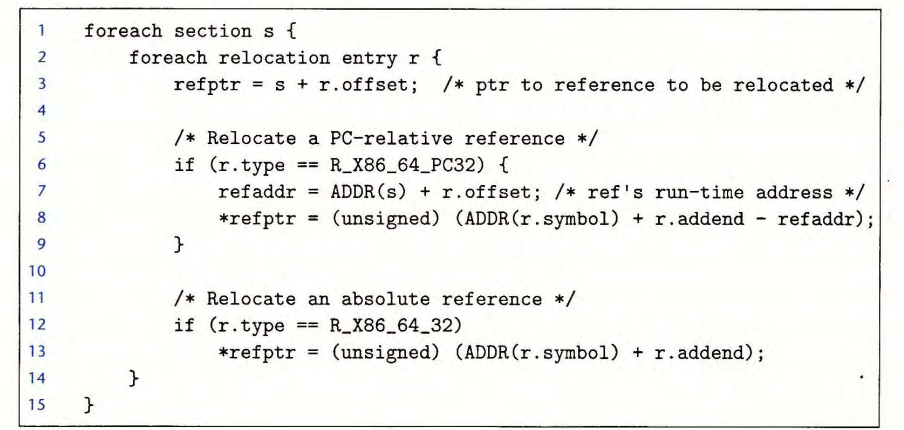 1 foreach section s {
2 foreach relocation entry r {
3 refptr = s + r.offset; /* ptr to reference to be relocated */
4
5 /* Relocate a PC-relative reference */
6 if (r.type == R_X86_64_PC32) {
7 refaddr = ADDR(s) + r.offset; /* ref's run-time address */
8 *refptr = (unsigned) (ADDR(r.symbol) + r.addend - refaddr);
9 }
10
11 /* Relocate an absolute reference */
12 if (r.type == R_X86_64_32)
13 *refptr = (unsigned) (ADDR(r.symbol) + r.addend);
14 }
15 }